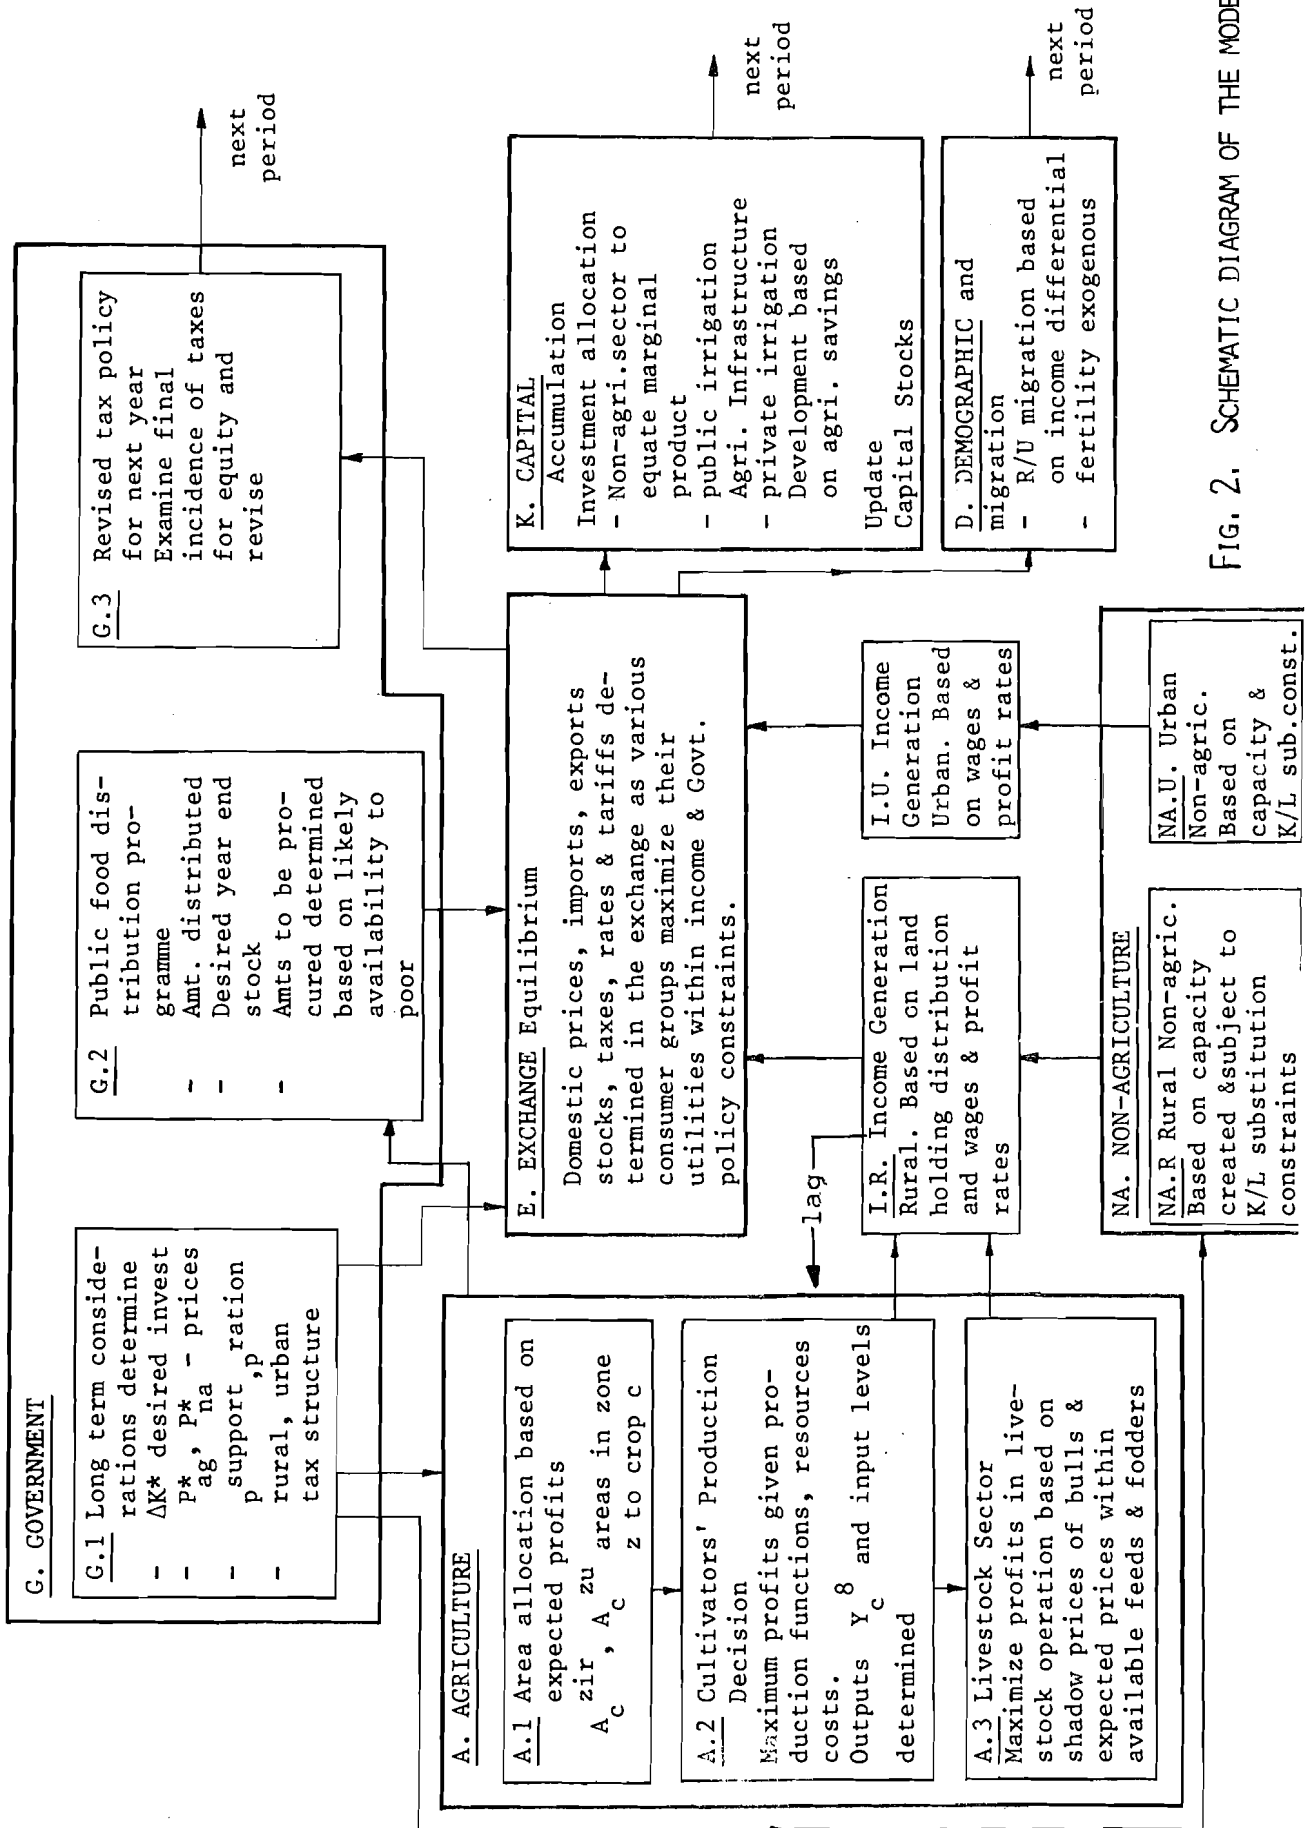 G. GOVERNMENT
G.1 Long term conside-
rations determine
- ΔK* desired invest
- P*ag, P*na - prices
- p support, p ration
p
- rural, urban
tax structure
G.2 Public food dis-
tribution pro-
gramme
- Amt. distributed
- Desired year end
stock
- Amts to be pro-
cured determined
based on likely
availability to
poor
G.3 Revised tax policy
for next year
Examine final
incidence of taxes
for equity and
revise
next
period
A. AGRICULTURE
A.1 Area allocation based on
expected profits
A_c^zir, A_c^zu areas in zone
z to crop c
A.2 Cultivators' Production
Decision
Maximum profits given pro-
duction functions, resources
costs.
Outputs Y_c^8 and input levels
determined
A.3 Livestock Sector
Maximize profits in live-
stock operation based on
shadow prices of bulls &
expected prices within
available feeds & fodders
E. EXCHANGE Equilibrium
Domestic prices, imports, exports
stocks, taxes, rates & tariffs de-
termined in the exchange as various
consumer groups maximize their
utilities within income & Govt.
policy constraints.
K. CAPITAL
Accumulation
Investment allocation
- Non-agri.sector to
equate marginal
product
- public irrigation
Agri. Infrastructure
- private irrigation
Development based
on agri. savings
Update
Capital Stocks
next
period
lag
I.R. Income Generation
Rural. Based on land
holding distribution
and wages & profit
rates
I.U. Income
Generation
Urban. Based
on wages &
profit rates
D. DEMOGRAPHIC and
migration
- R/U migration based
on income differential
- fertility exogenous
next
period
NA. NON-AGRICULTURE
NA.R Rural Non-agric.
Based on capacity
created &subject to
K/L substitution
constraints
NA.U. Urban
Non-agric.
Based on
capacity &
K/L sub.const.
FIG. 2. SCHEMATIC DIAGRAM OF THE MODE